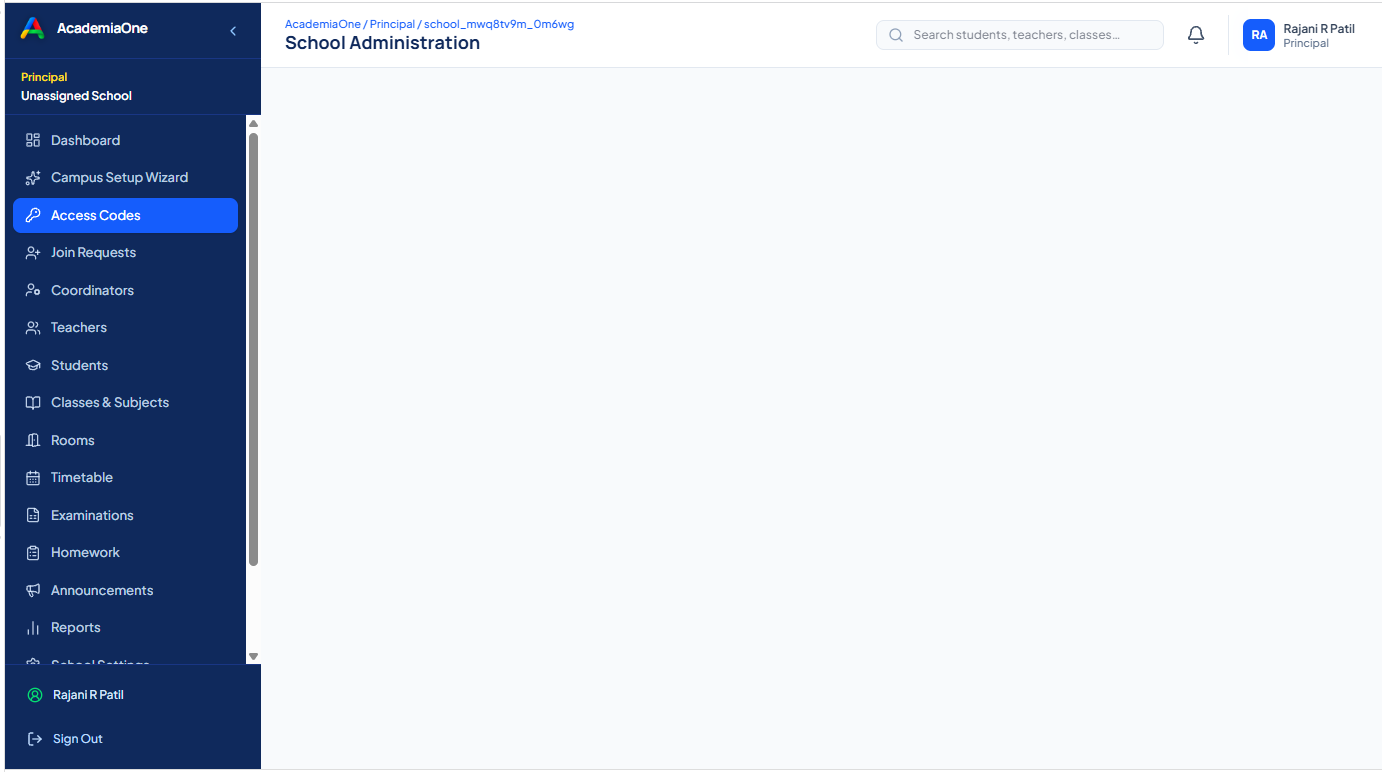 AcademiaOne
Principal
Unassigned School
Dashboard
Campus Setup Wizard
Access Codes
Join Requests
Coordinators
Teachers
Students
Classes & Subjects
Rooms
Timetable
Examinations
Homework
Announcements
Reports
School Settings
Rajani R Patil
Sign Out
AcademiaOne / Principal / school_mwq8tv9m_0m6wg
School Administration
Search students, teachers, classes...
RA
Rajani R Patil
Principal